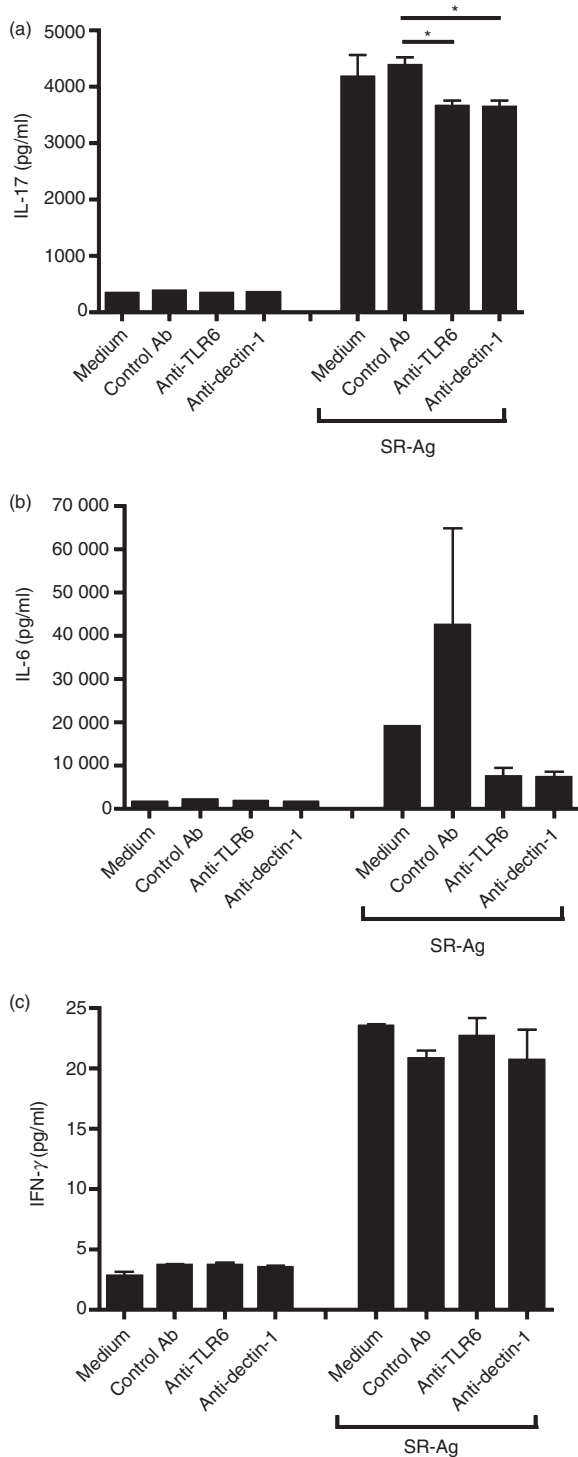 (a)
*
*
5000
4000
3000
2000
1000
0
IL-17 (pg/ml)
Medium
Control Ab
Anti-TLR6
Anti-dectin-1
Medium
Control Ab
Anti-TLR6
Anti-dectin-1
SR-Ag
(b)
70 000
60 000
50 000
40 000
30 000
20 000
10 000
0
IL-6 (pg/ml)
Medium
Control Ab
Anti-TLR6
Anti-dectin-1
Medium
Control Ab
Anti-TLR6
Anti-dectin-1
SR-Ag
(c)
25
20
15
10
5
0
IFN-γ (pg/ml)
Medium
Control Ab
Anti-TLR6
Anti-dectin-1
Medium
Control Ab
Anti-TLR6
Anti-dectin-1
SR-Ag